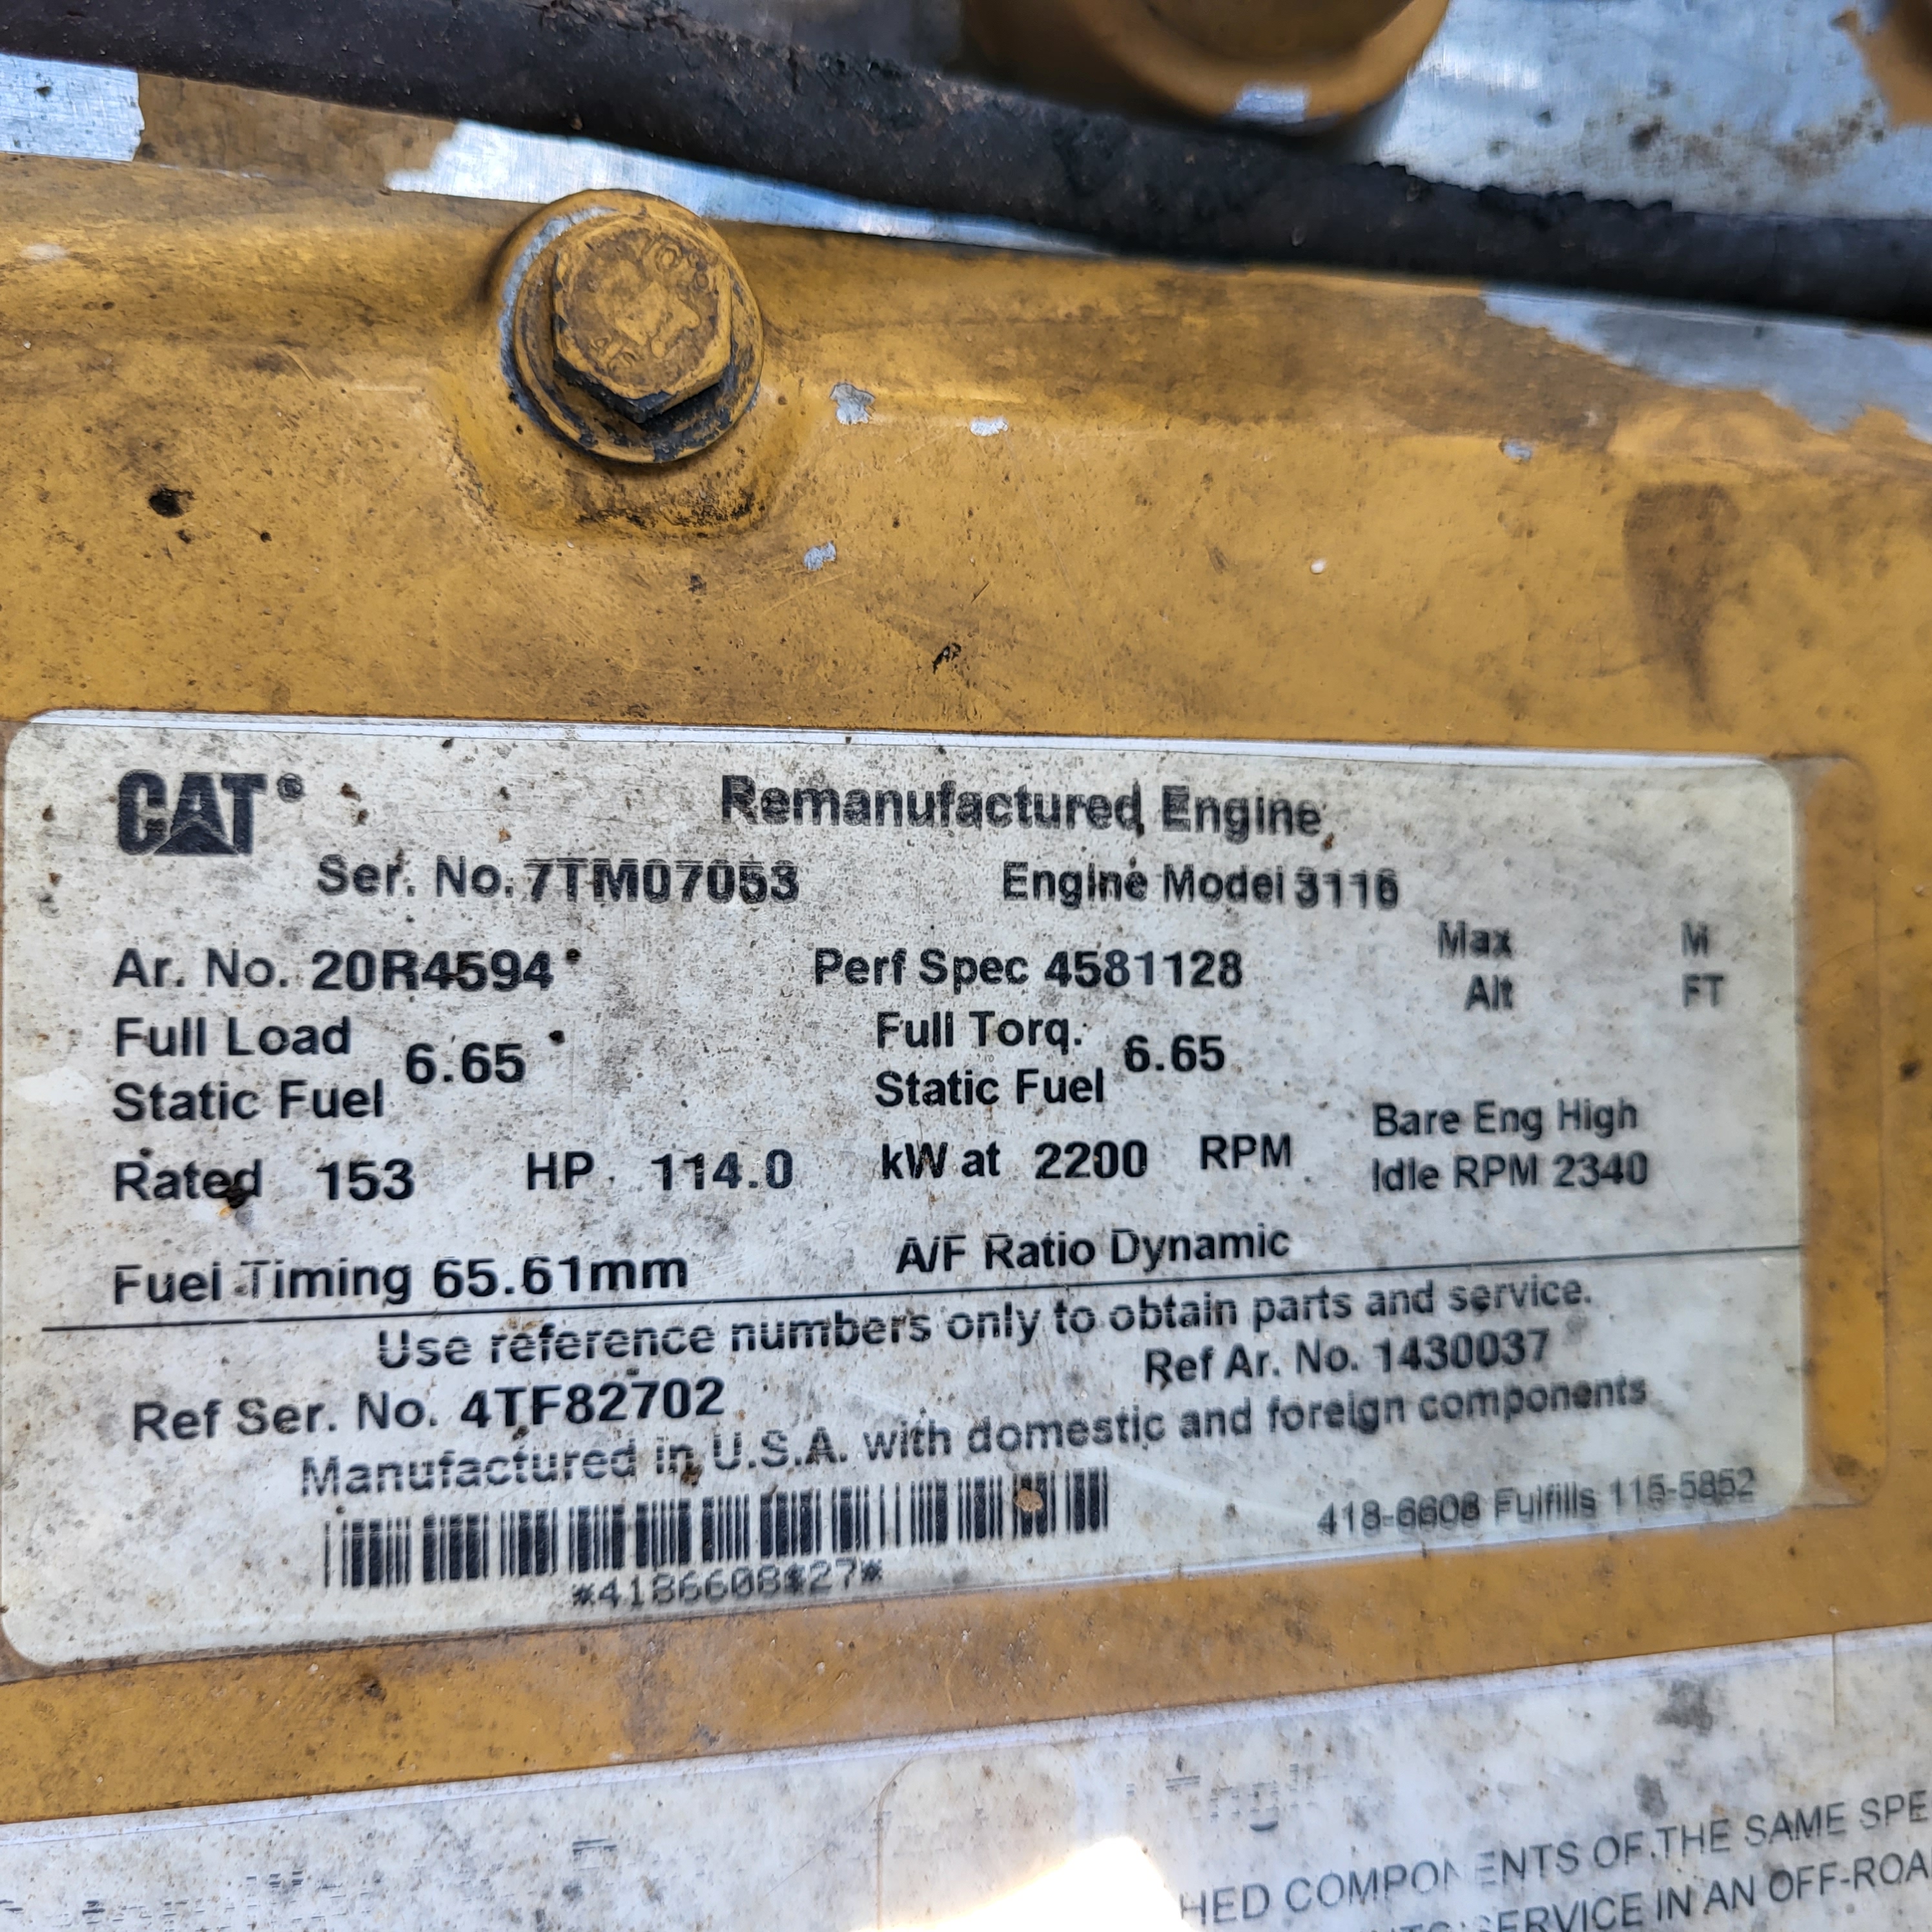 CAT® Remanufactured Engine
Ser. No. 7TM07053 Engine Model 3116
Ar. No. 20R4594 Perf Spec 4581128 Max Alt M FT
Full Load Static Fuel 6.65 Full Torq. Static Fuel 6.65
Rated 153 HP 114.0 kW at 2200 RPM Bare Eng High Idle RPM 2340
Fuel Timing 65.61mm A/F Ratio Dynamic
Use reference numbers only to obtain parts and service.
Ref Ser. No. 4TF82702 Ref Ar. No. 1430037
Manufactured in U.S.A. with domestic and foreign components
418-6608 Fulfills 115-5852
*4186608$27*
HED COMPONENTS OF THE SAME SPE
SERVICE IN AN OFF-ROA